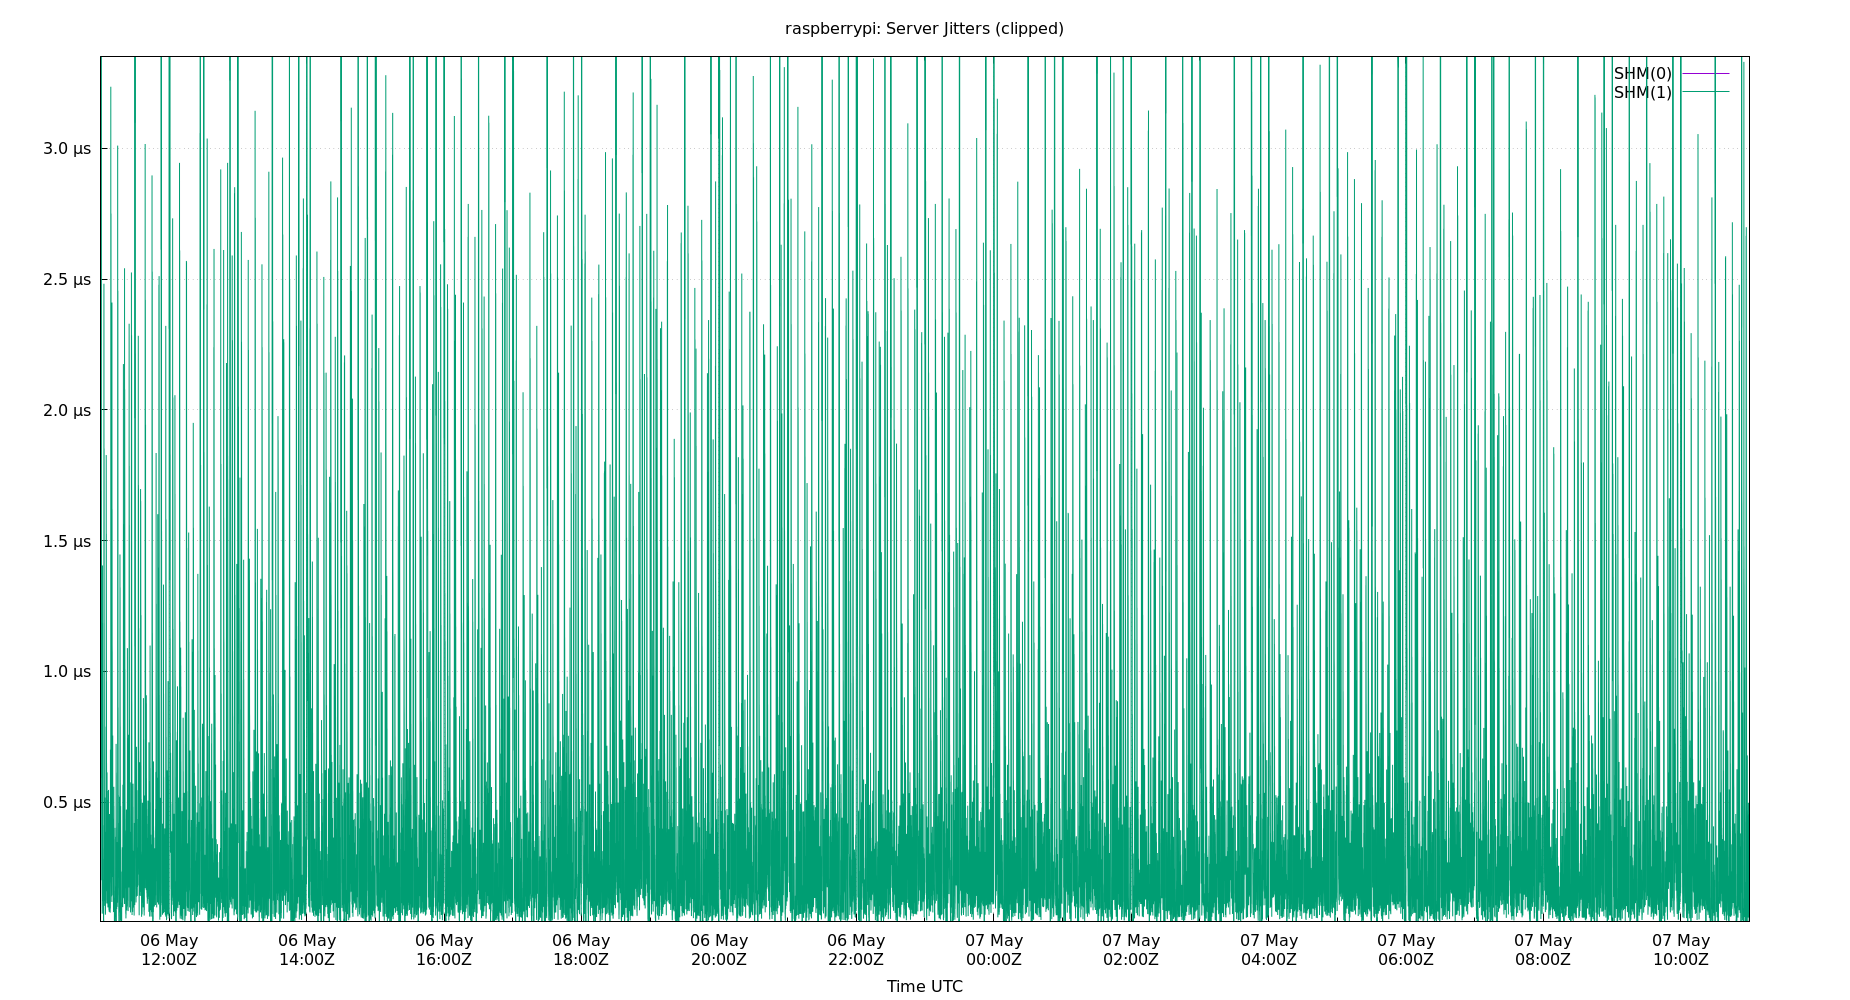 raspberrypi: Server Jitters (clipped)
SHM(0)
SHM(1)
3.0 µs
2.5 µs
2.0 µs
1.5 µs
1.0 µs
0.5 µs
06 May 06 May 06 May 06 May 06 May 06 May 07 May 07 May 07 May 07 May 07 May 07 May
12:00Z 14:00Z 16:00Z 18:00Z 20:00Z 22:00Z 00:00Z 02:00Z 04:00Z 06:00Z 08:00Z 10:00Z
Time UTC